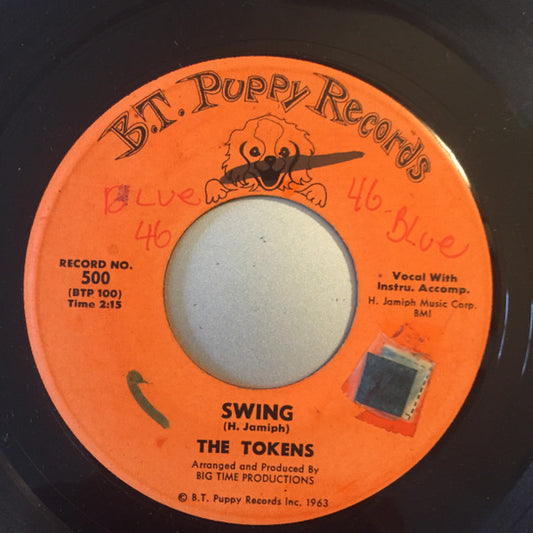 B.T. Puppy Records
BLUE
46
46
BLUE
RECORD NO.
500
(BTP 100)
Time 2:15
Vocal With
Instru. Accomp.
H. Jamiph Music Corp.
BMI
SWING
(H. Jamiph)
THE TOKENS
Arranged and Produced By
BIG TIME PRODUCTIONS
© B.T. Puppy Records Inc, 1963